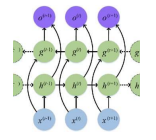 o^(t−1) o^(t) o^(t+1)
g^(t−1) g^(t) g^(t+1)
h^(t−1) h^(t) h^(t+1)
x^(t−1) x^(t) x^(t+1)